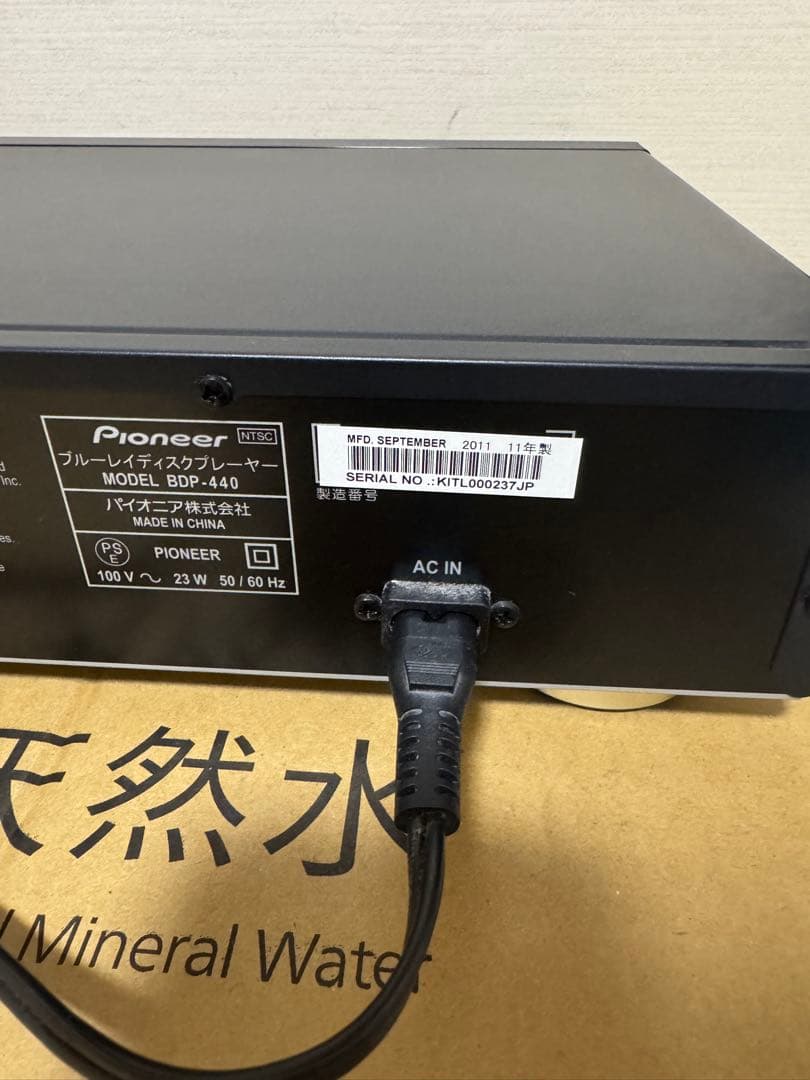 d
Inc.
es.
e
Pioneer NTSC
ブルーレイディスクプレーヤー
MODEL BDP-440
パイオニア株式会社
MADE IN CHINA
PS
E
PIONEER
100 V ~ 23 W 50 / 60 Hz
MFD. SEPTEMBER 2011 11年製
SERIAL NO.:KITL000237JP
製造番号
AC IN
天然水
Mineral Water